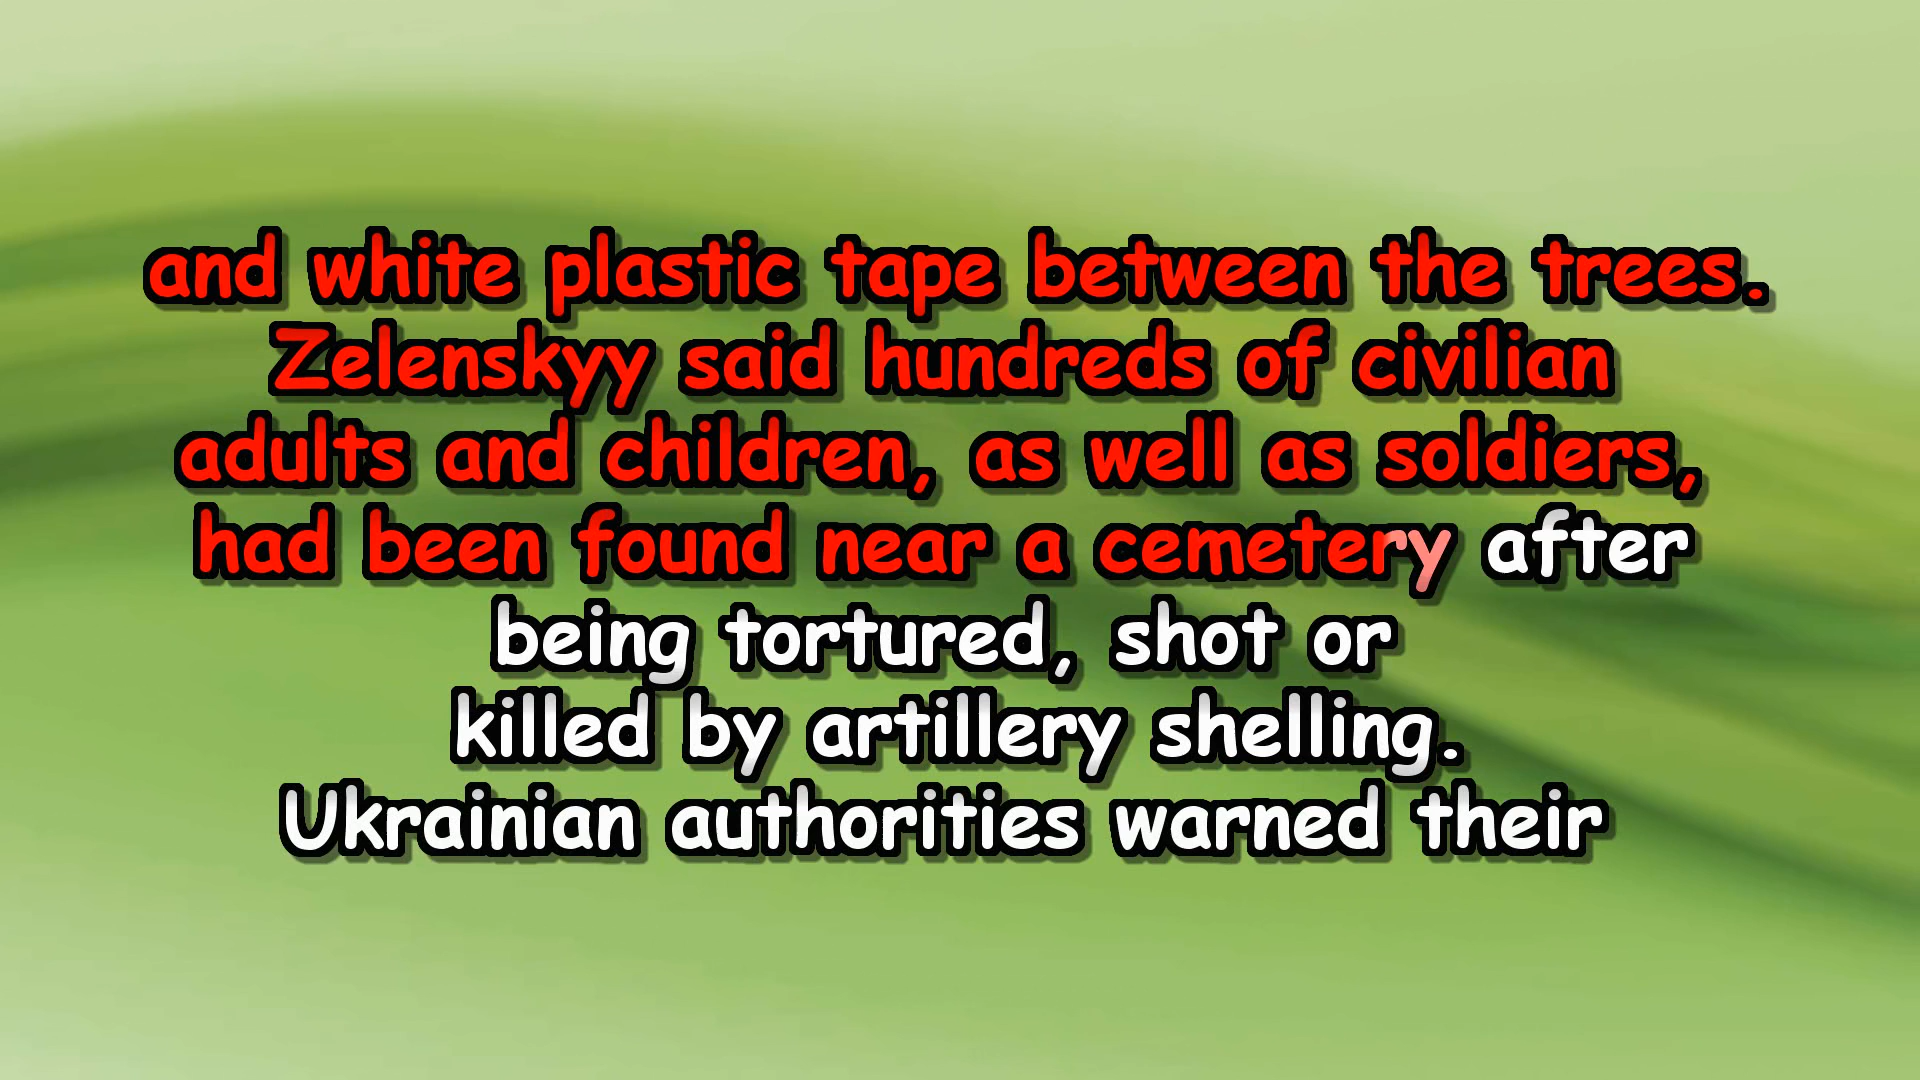 and white plastic tape between the trees.
Zelenskyy said hundreds of civilian
adults and children, as well as soldiers,
had been found near a cemetery after
being tortured, shot or
killed by artillery shelling.
Ukrainian authorities warned their